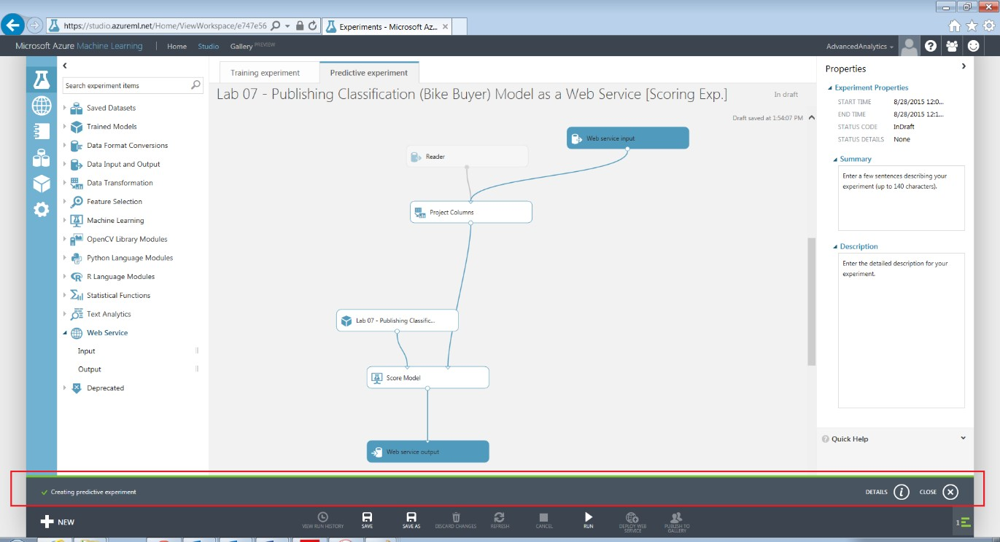 https://studio.azureml.net/Home/ViewWorkspace/e747e56
Experiments - Microsoft Az...
Microsoft Azure Machine Learning
Home
Studio
Gallery PREVIEW
AdvancedAnalytics
Search experiment items
Saved Datasets
Trained Models
Data Format Conversions
Data Input and Output
Data Transformation
Feature Selection
Machine Learning
OpenCV Library Modules
Python Language Modules
R Language Modules
Statistical Functions
Text Analytics
Web Service
Input
Output
Deprecated
Training experiment
Predictive experiment
Lab 07 - Publishing Classification (Bike Buyer) Model as a Web Service [Scoring Exp.]
In draft
Draft saved at 1:54:07 PM
Web service input
Reader
Project Columns
Lab 07 - Publishing Classific...
Score Model
Web service output
Properties
Experiment Properties
START TIME 8/28/2015 12:0...
END TIME 8/28/2015 12:1...
STATUS CODE InDraft
STATUS DETAILS None
Summary
Enter a few sentences describing your
experiment (up to 140 characters).
Description
Enter the detailed description for your
experiment.
Quick Help
Creating predictive experiment
DETAILS
CLOSE
NEW
VIEW RUN HISTORY
SAVE
SAVE AS
DISCARD CHANGES
REFRESH
CANCEL
RUN
DEPLOY WEB
SERVICE
PUBLISH TO
GALLERY
1